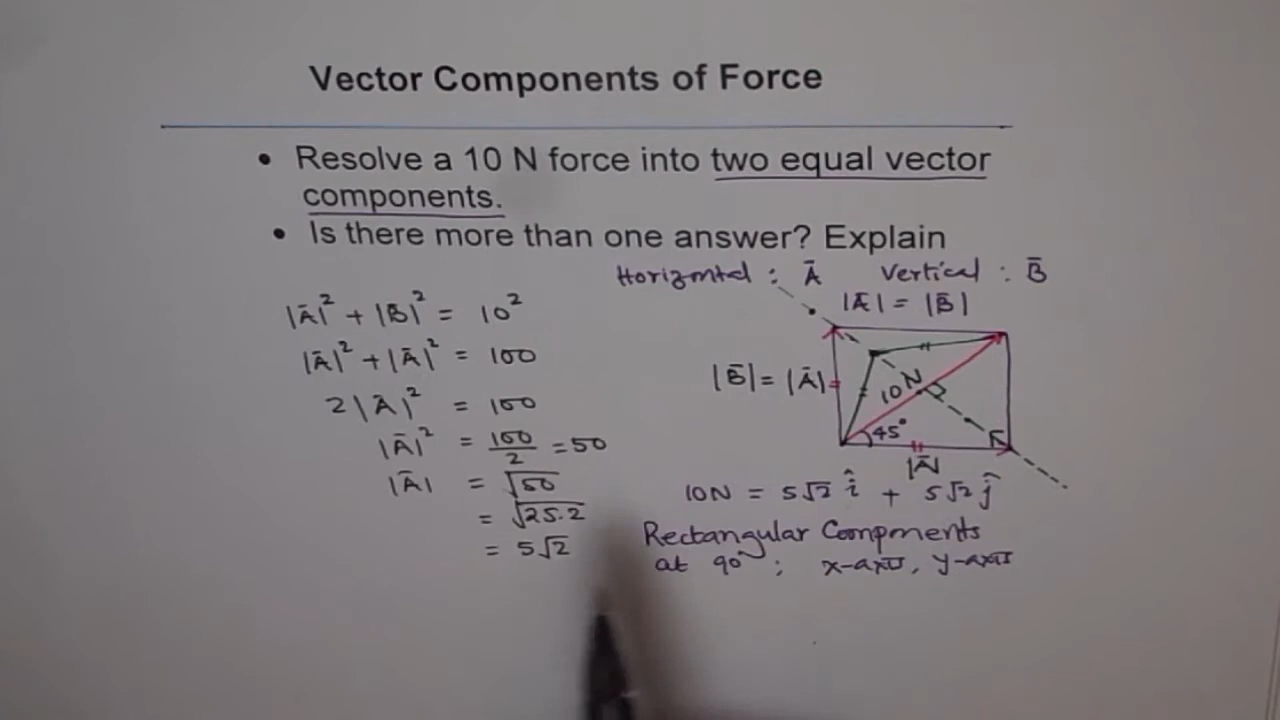 Vector Components of Force
• Resolve a 10 N force into two equal vector
components.
• Is there more than one answer? Explain
Horizontal : A̅ Vertical : B̅
|A̅| = |B̅|
|A̅|² + |B̅|² = 10²
|A̅|² + |A̅|² = 100
2|A̅|² = 100
|A̅|² = 100/2 = 50
|A̅| = √50
= √25.2
= 5√2
|B̅| = |A̅|
10 N
45°
|A̅|
10N = 5√2 î + 5√2 ĵ
Rectangular Components
at 90° ; x-axis, y-axis